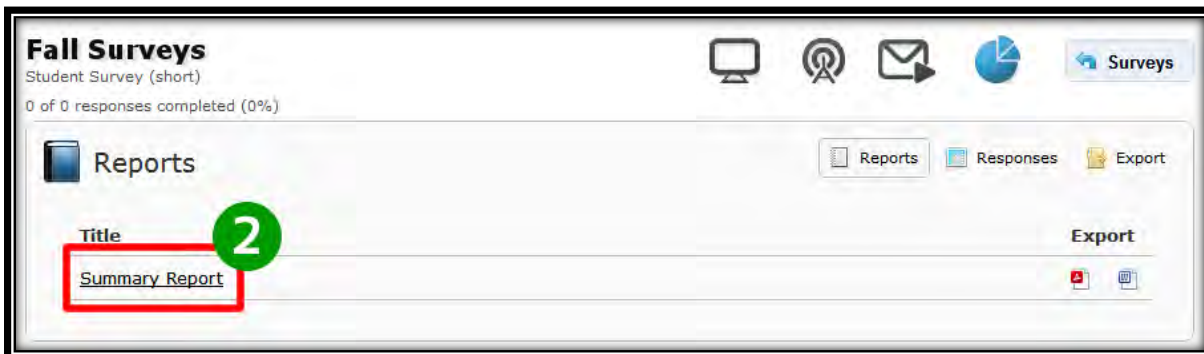 Fall Surveys
Student Survey (short)
0 of 0 responses completed (0%)
Surveys
Reports
Reports
Responses
Export
Title
Export
2
Summary Report